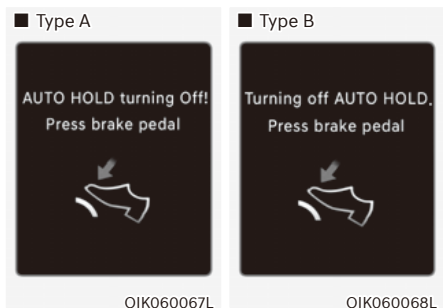 ■ Type A
AUTO HOLD turning Off!
Press brake pedal
OIK060067L
■ Type B
Turning off AUTO HOLD.
Press brake pedal
OIK060068L